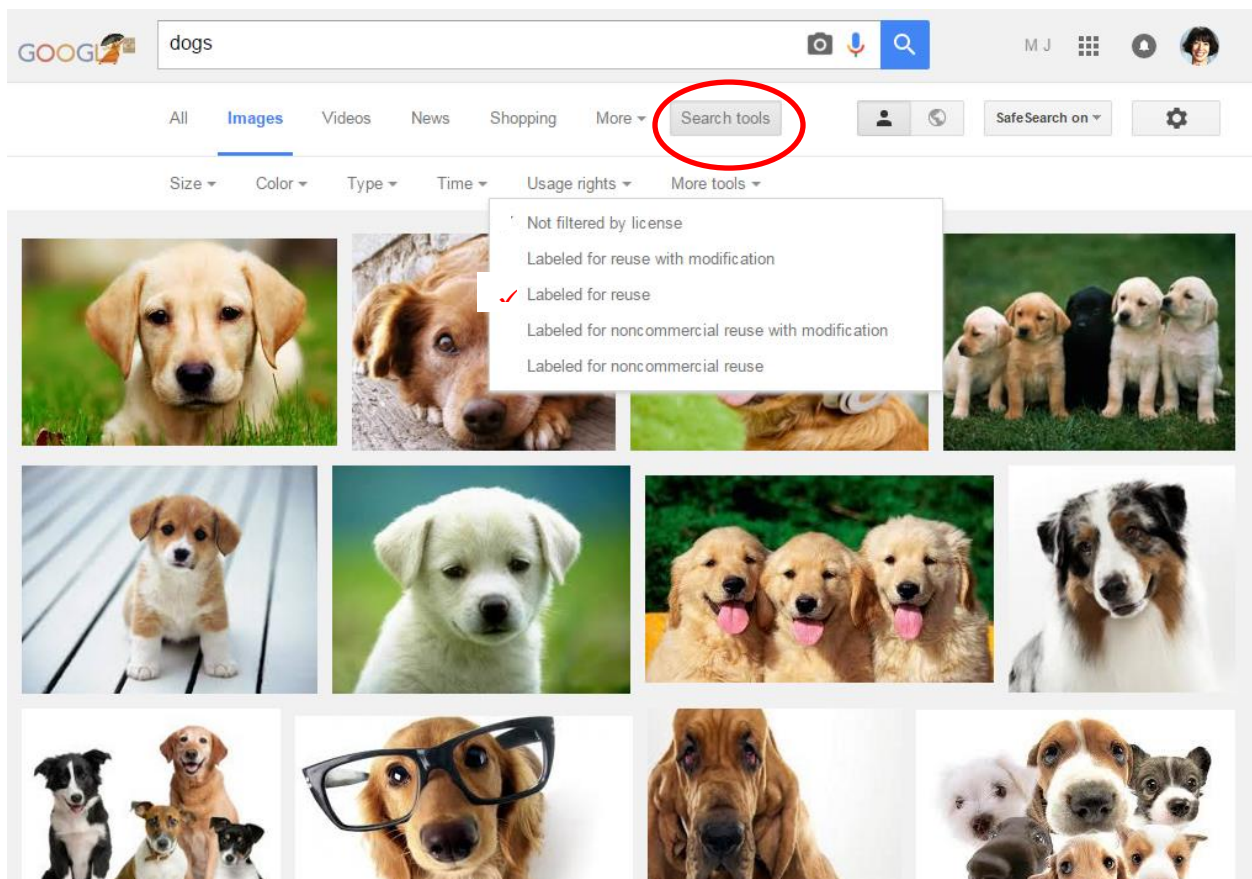 GOOGL
dogs
M J
All Images Videos News Shopping More Search tools
SafeSearch on
Size Color Type Time Usage rights More tools
Not filtered by license
Labeled for reuse with modification
Labeled for reuse
Labeled for noncommercial reuse with modification
Labeled for noncommercial reuse